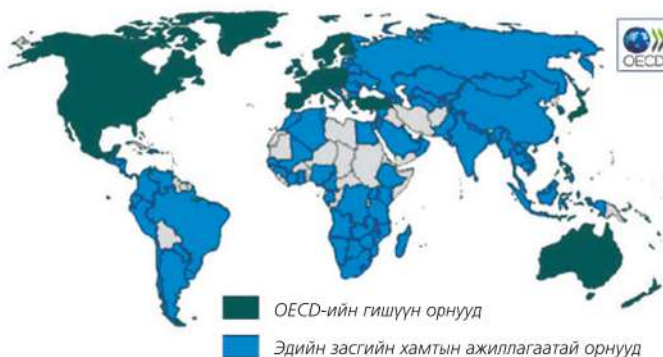 OECD
OECD-ийн гишүүн орнууд
Эдийн засгийн хамтын ажиллагаатай орнууд